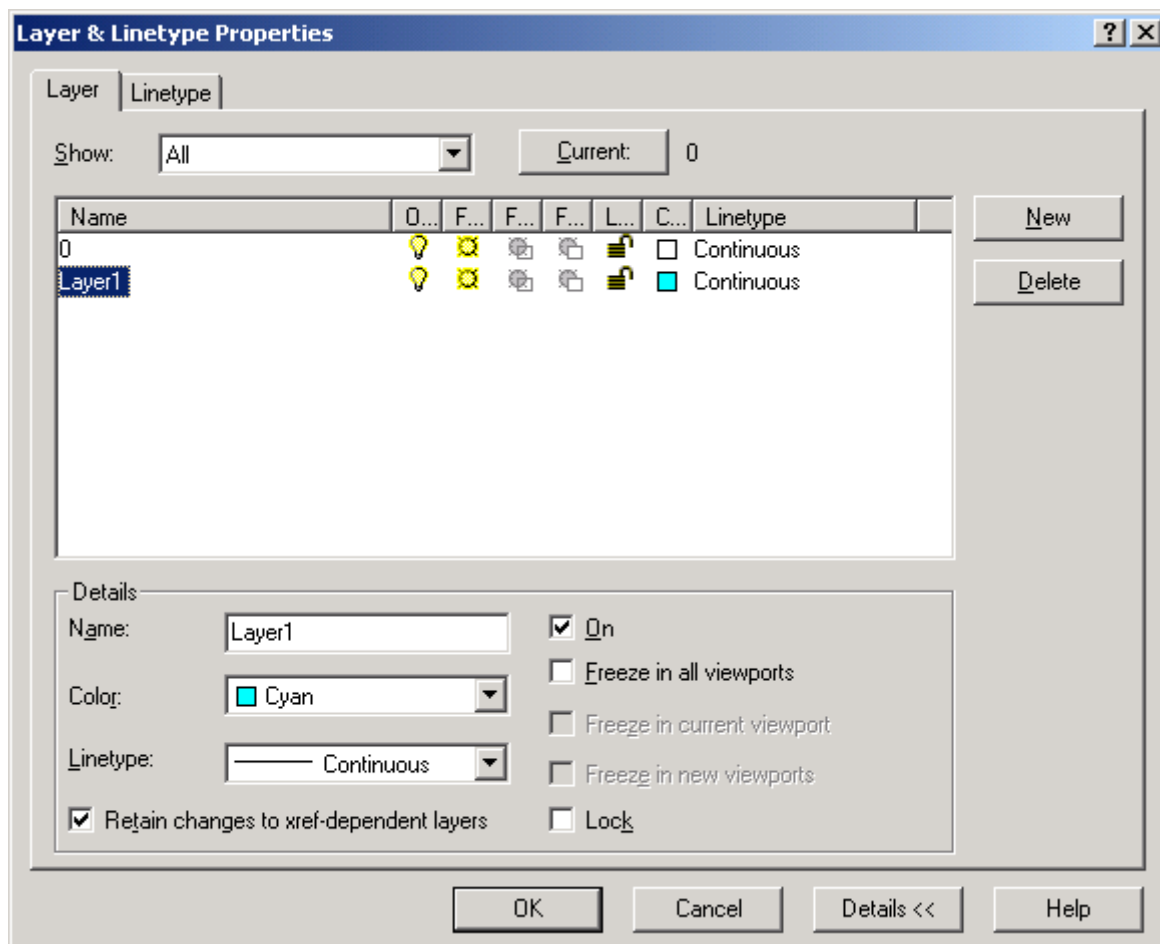 Layer & Linetype Properties
Layer Linetype
Show: All Current: 0
Name O... F... F... F... L... C... Linetype
0 Continuous
Layer1 Continuous
New
Delete
Details
Name: Layer1
Color: Cyan
Linetype: Continuous
Retain changes to xref-dependent layers
On
Freeze in all viewports
Freeze in current viewport
Freeze in new viewports
Lock
OK Cancel Details << Help